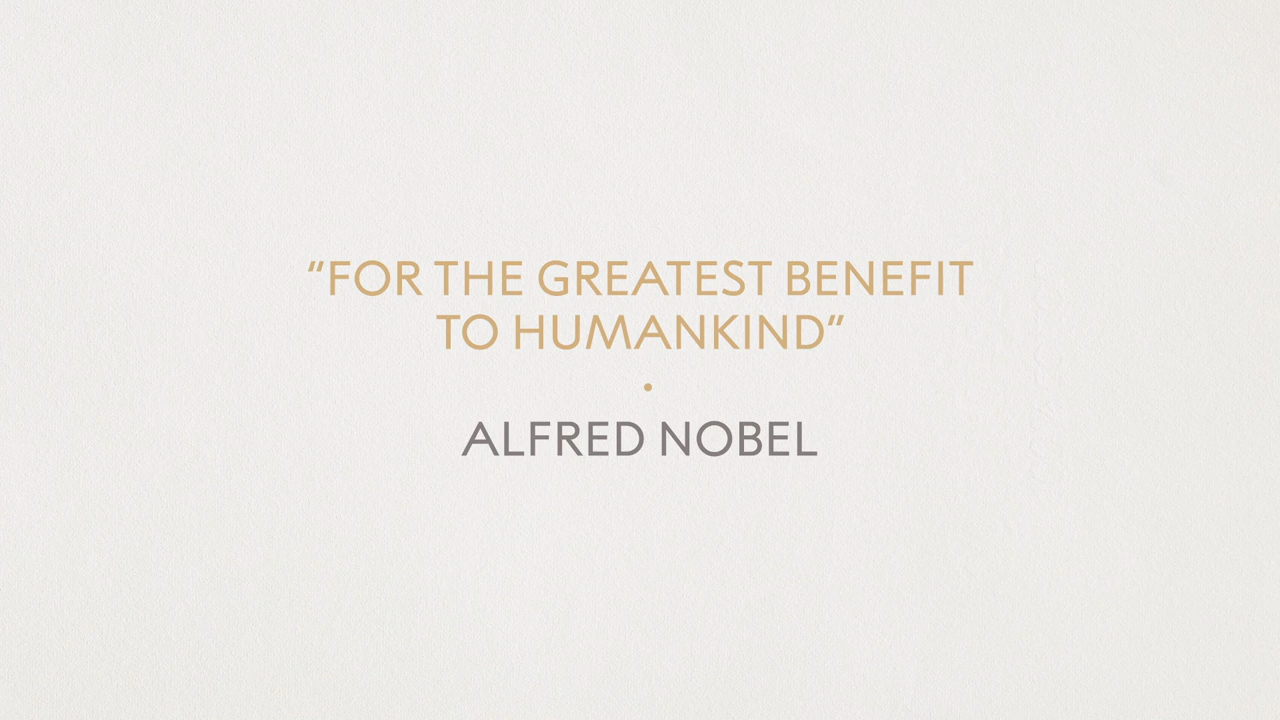 “FOR THE GREATEST BENEFIT
TO HUMANKIND”
•
ALFRED NOBEL